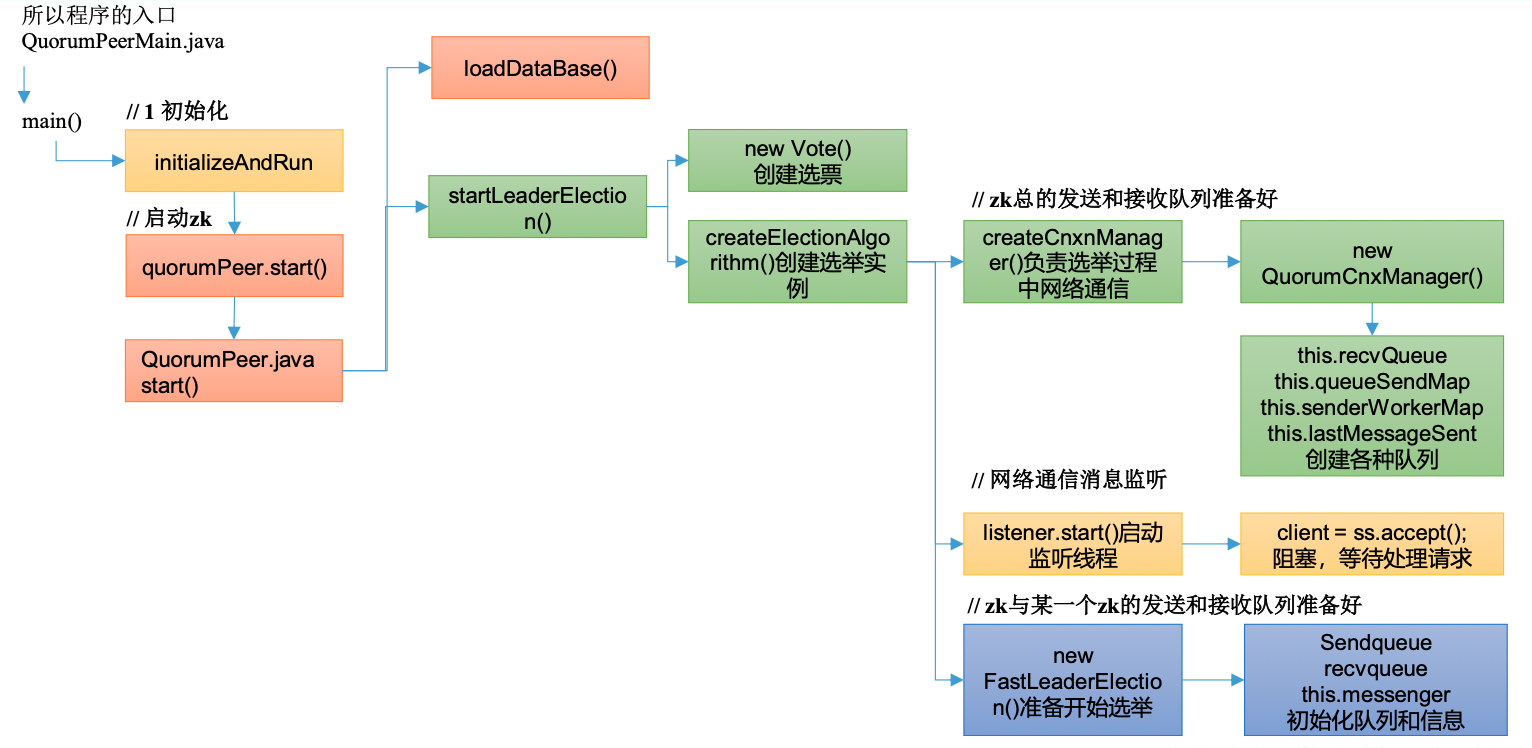 所以程序的入口
QuorumPeerMain.java
main()
// 1 初始化
initializeAndRun
// 启动zk
quorumPeer.start()
QuorumPeer.java
start()
loadDataBase()
startLeaderElectio
n()
new Vote()
创建选票
createElectionAlgo
rithm()创建选举实
例
// zk总的发送和接收队列准备好
createCnxnManag
er()负责选举过程
中网络通信
new
QuorumCnxManager()
this.recvQueue
this.queueSendMap
this.senderWorkerMap
this.lastMessageSent
创建各种队列
// 网络通信消息监听
listener.start()启动
监听线程
client = ss.accept();
阻塞，等待处理请求
// zk与某一个zk的发送和接收队列准备好
new
FastLeaderElectio
n()准备开始选举
Sendqueue
recvqueue
this.messenger
初始化队列和信息